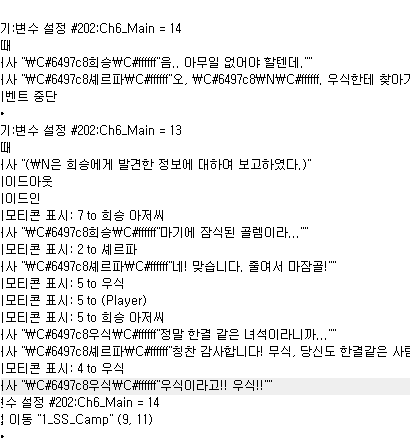 기:변수 설정 #202:Ch6_Main = 14
때
사 "\C#6497c8희승\C#ffffff"음.. 아무일 없어야 할텐데.""
사 "\C#6497c8셰르파\C#ffffff"오, \C#6497c8\N\C#ffffff. 우식한테 찾아가
벤트 중단
•
기:변수 설정 #202:Ch6_Main = 13
때
사 "(\N은 희승에게 발견한 정보에 대하여 보고하였다.)"
이드아웃
이드인
모티콘 표시: 7 to 희승 아저씨
사 "\C#6497c8희승\C#ffffff"마기에 잠식된 골렘이라...""
모티콘 표시: 2 to 셰르파
사 "\C#6497c8셰르파\C#ffffff"네! 맞습니다. 줄여서 마잠골!"
모티콘 표시: 5 to 우식
모티콘 표시: 5 to (Player)
모티콘 표시: 5 to 희승 아저씨
사 "\C#6497c8우식\C#ffffff"정말 한결 같은 녀석이라니까...""
사 "\C#6497c8셰르파\C#ffffff"칭찬 감사합니다! 무식, 당신도 한결같은 사람
모티콘 표시: 4 to 우식
사 "\C#6497c8우식\C#ffffff"우식이라고!! 우식!!""
변수 설정 #202:Ch6_Main = 14
이동 "1_SS_Camp" (9, 11)
•